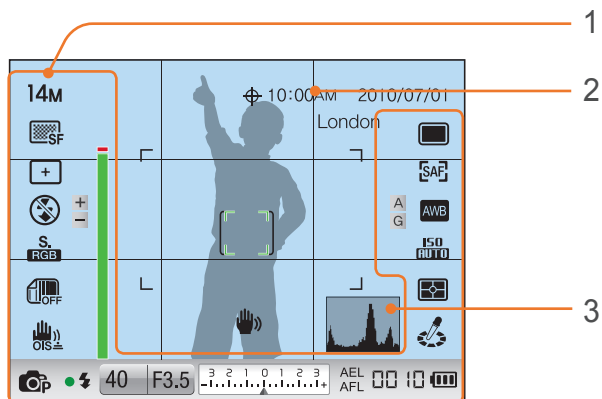 1
2
3
14M
10:00AM 2010/07/01
London
SF
SAF
+
-
A
G
AWB
S.
RGB
ISO
AUTO
OFF
OIS
P
40 F3.5
3 2 1 0 1 2 3
- +
AEL
AFL
0010